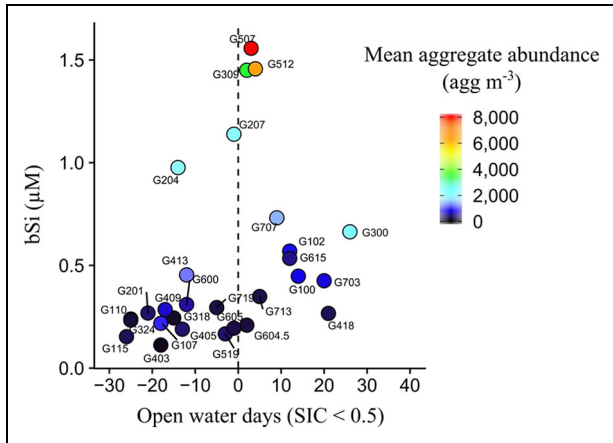 G507
Mean aggregate abundance
(agg m-3)
1.5
G309
G512
8,000
6,000
G207
4,000
1.0
2,000
G204
0
bSi (µM)
G707
G300
G102
G413
G615
0.5
G600
G201
G409
G719
G100
G703
G110
G318
G605
G713
G324
G405
G604.5
G418
G115
G107
G403
G519
0.0
−30 −20 −10 0 10 20 30 40
Open water days (SIC < 0.5)